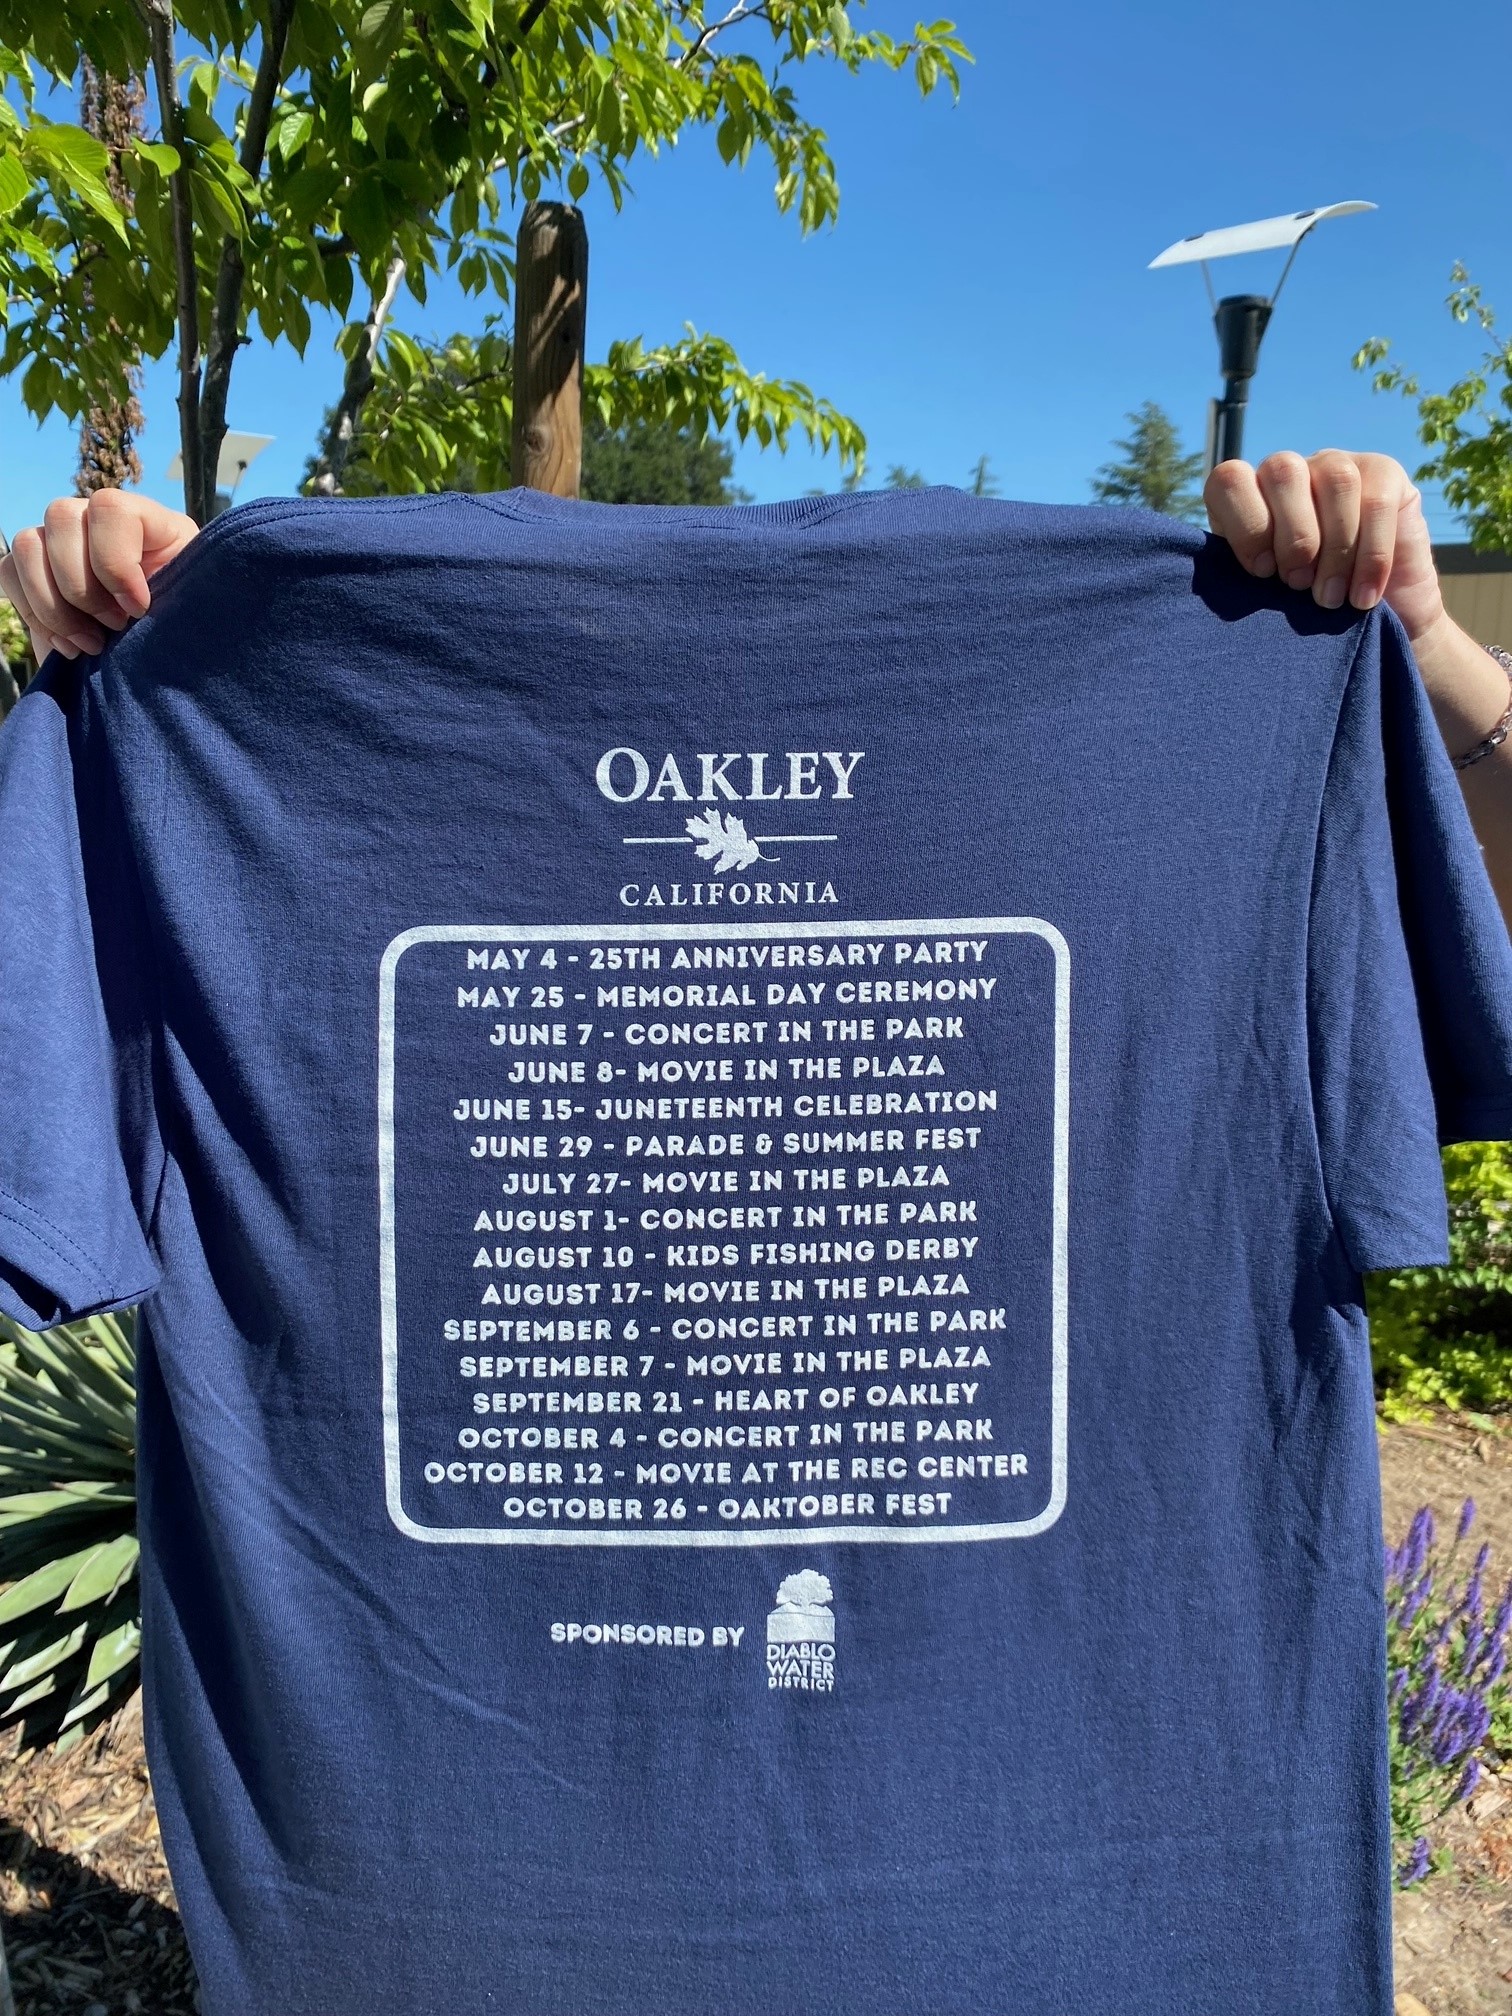 OAKLEY
CALIFORNIA
MAY 4 - 25TH ANNIVERSARY PARTY
MAY 25 - MEMORIAL DAY CEREMONY
JUNE 7 - CONCERT IN THE PARK
JUNE 8- MOVIE IN THE PLAZA
JUNE 15- JUNETEENTH CELEBRATION
JUNE 29 - PARADE & SUMMER FEST
JULY 27- MOVIE IN THE PLAZA
AUGUST 1- CONCERT IN THE PARK
AUGUST 10 - KIDS FISHING DERBY
AUGUST 17- MOVIE IN THE PLAZA
SEPTEMBER 6 - CONCERT IN THE PARK
SEPTEMBER 7 - MOVIE IN THE PLAZA
SEPTEMBER 21 - HEART OF OAKLEY
OCTOBER 4 - CONCERT IN THE PARK
OCTOBER 12 - MOVIE AT THE REC CENTER
OCTOBER 26 - OAKTOBER FEST
SPONSORED BY
DIABLO
WATER
DISTRICT